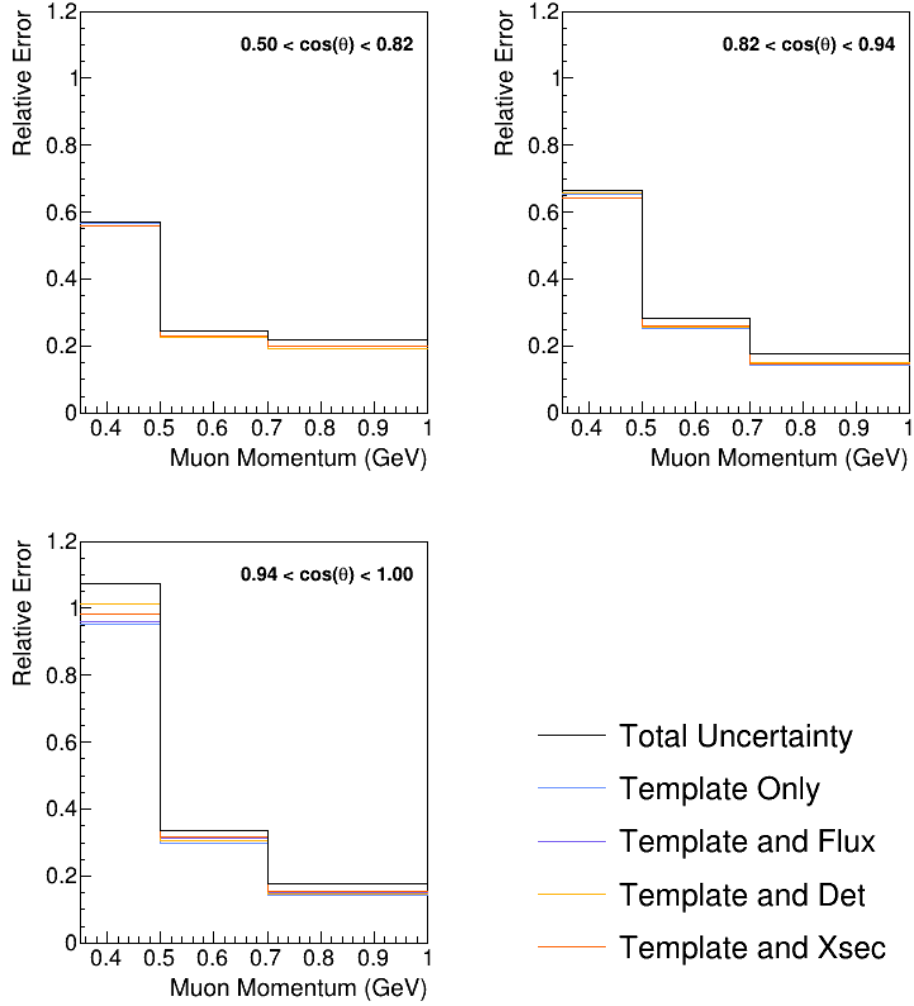 1.2
1
0.8
0.6
0.4
0.2
0
Relative Error
0.50 < cos(θ) < 0.82
0.4 0.5 0.6 0.7 0.8 0.9 1
Muon Momentum (GeV)
1.2
1
0.8
0.6
0.4
0.2
0
Relative Error
0.82 < cos(θ) < 0.94
0.4 0.5 0.6 0.7 0.8 0.9 1
Muon Momentum (GeV)
1.2
1
0.8
0.6
0.4
0.2
0
Relative Error
0.94 < cos(θ) < 1.00
0.4 0.5 0.6 0.7 0.8 0.9 1
Muon Momentum (GeV)
Total Uncertainty
Template Only
Template and Flux
Template and Det
Template and Xsec